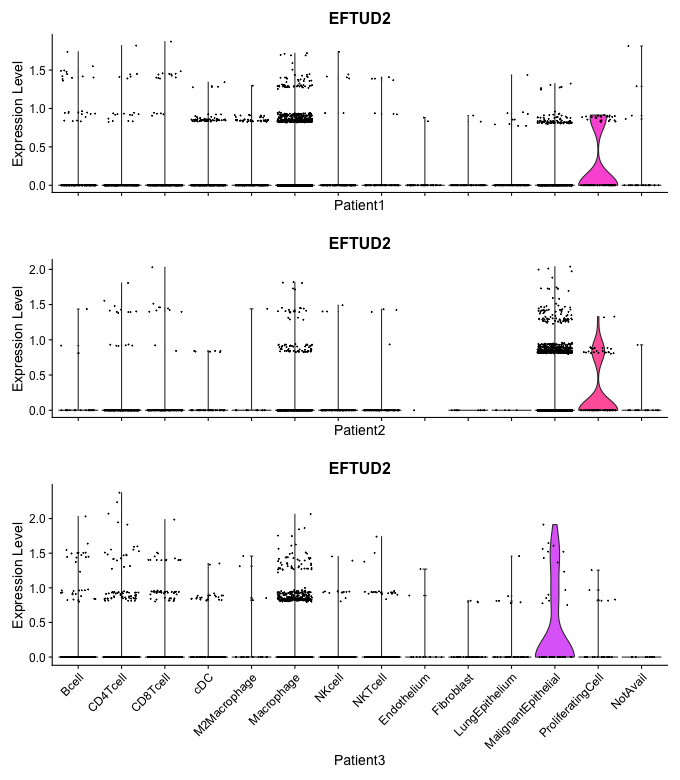 EFTUD2
Expression Level
1.5
1.0
0.5
0.0
Patient1
EFTUD2
Expression Level
2.0
1.5
1.0
0.5
0.0
Patient2
EFTUD2
Expression Level
2.0
1.5
1.0
0.5
0.0
Bcell
CD4Tcell
CD8Tcell
cDC
M2Macrophage
Macrophage
NKcell
NKTcell
Endothelium
Fibroblast
LungEpithelium
MalignantEpithelial
ProliferatingCell
NotAvail
Patient3